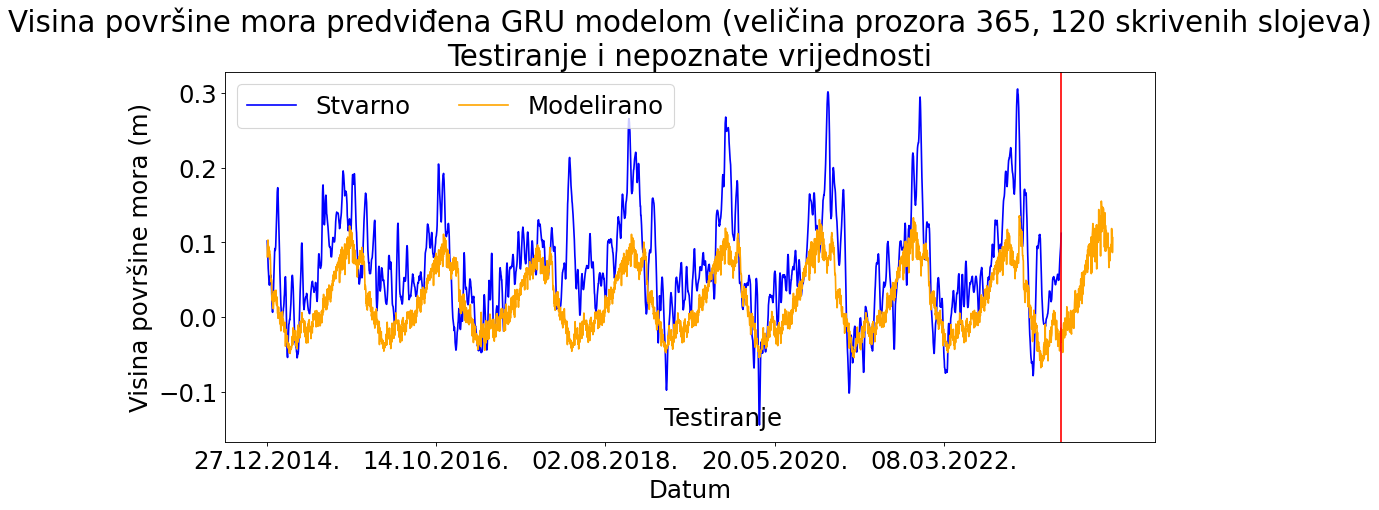 Visina površine mora predviđena GRU modelom (veličina prozora 365, 120 skrivenih slojeva)
Testiranje i nepoznate vrijednosti
Stvarno Modelirano
Visina površine mora (m)
0.3
0.2
0.1
0.0
−0.1
Testiranje
27.12.2014. 14.10.2016. 02.08.2018. 20.05.2020. 08.03.2022.
Datum